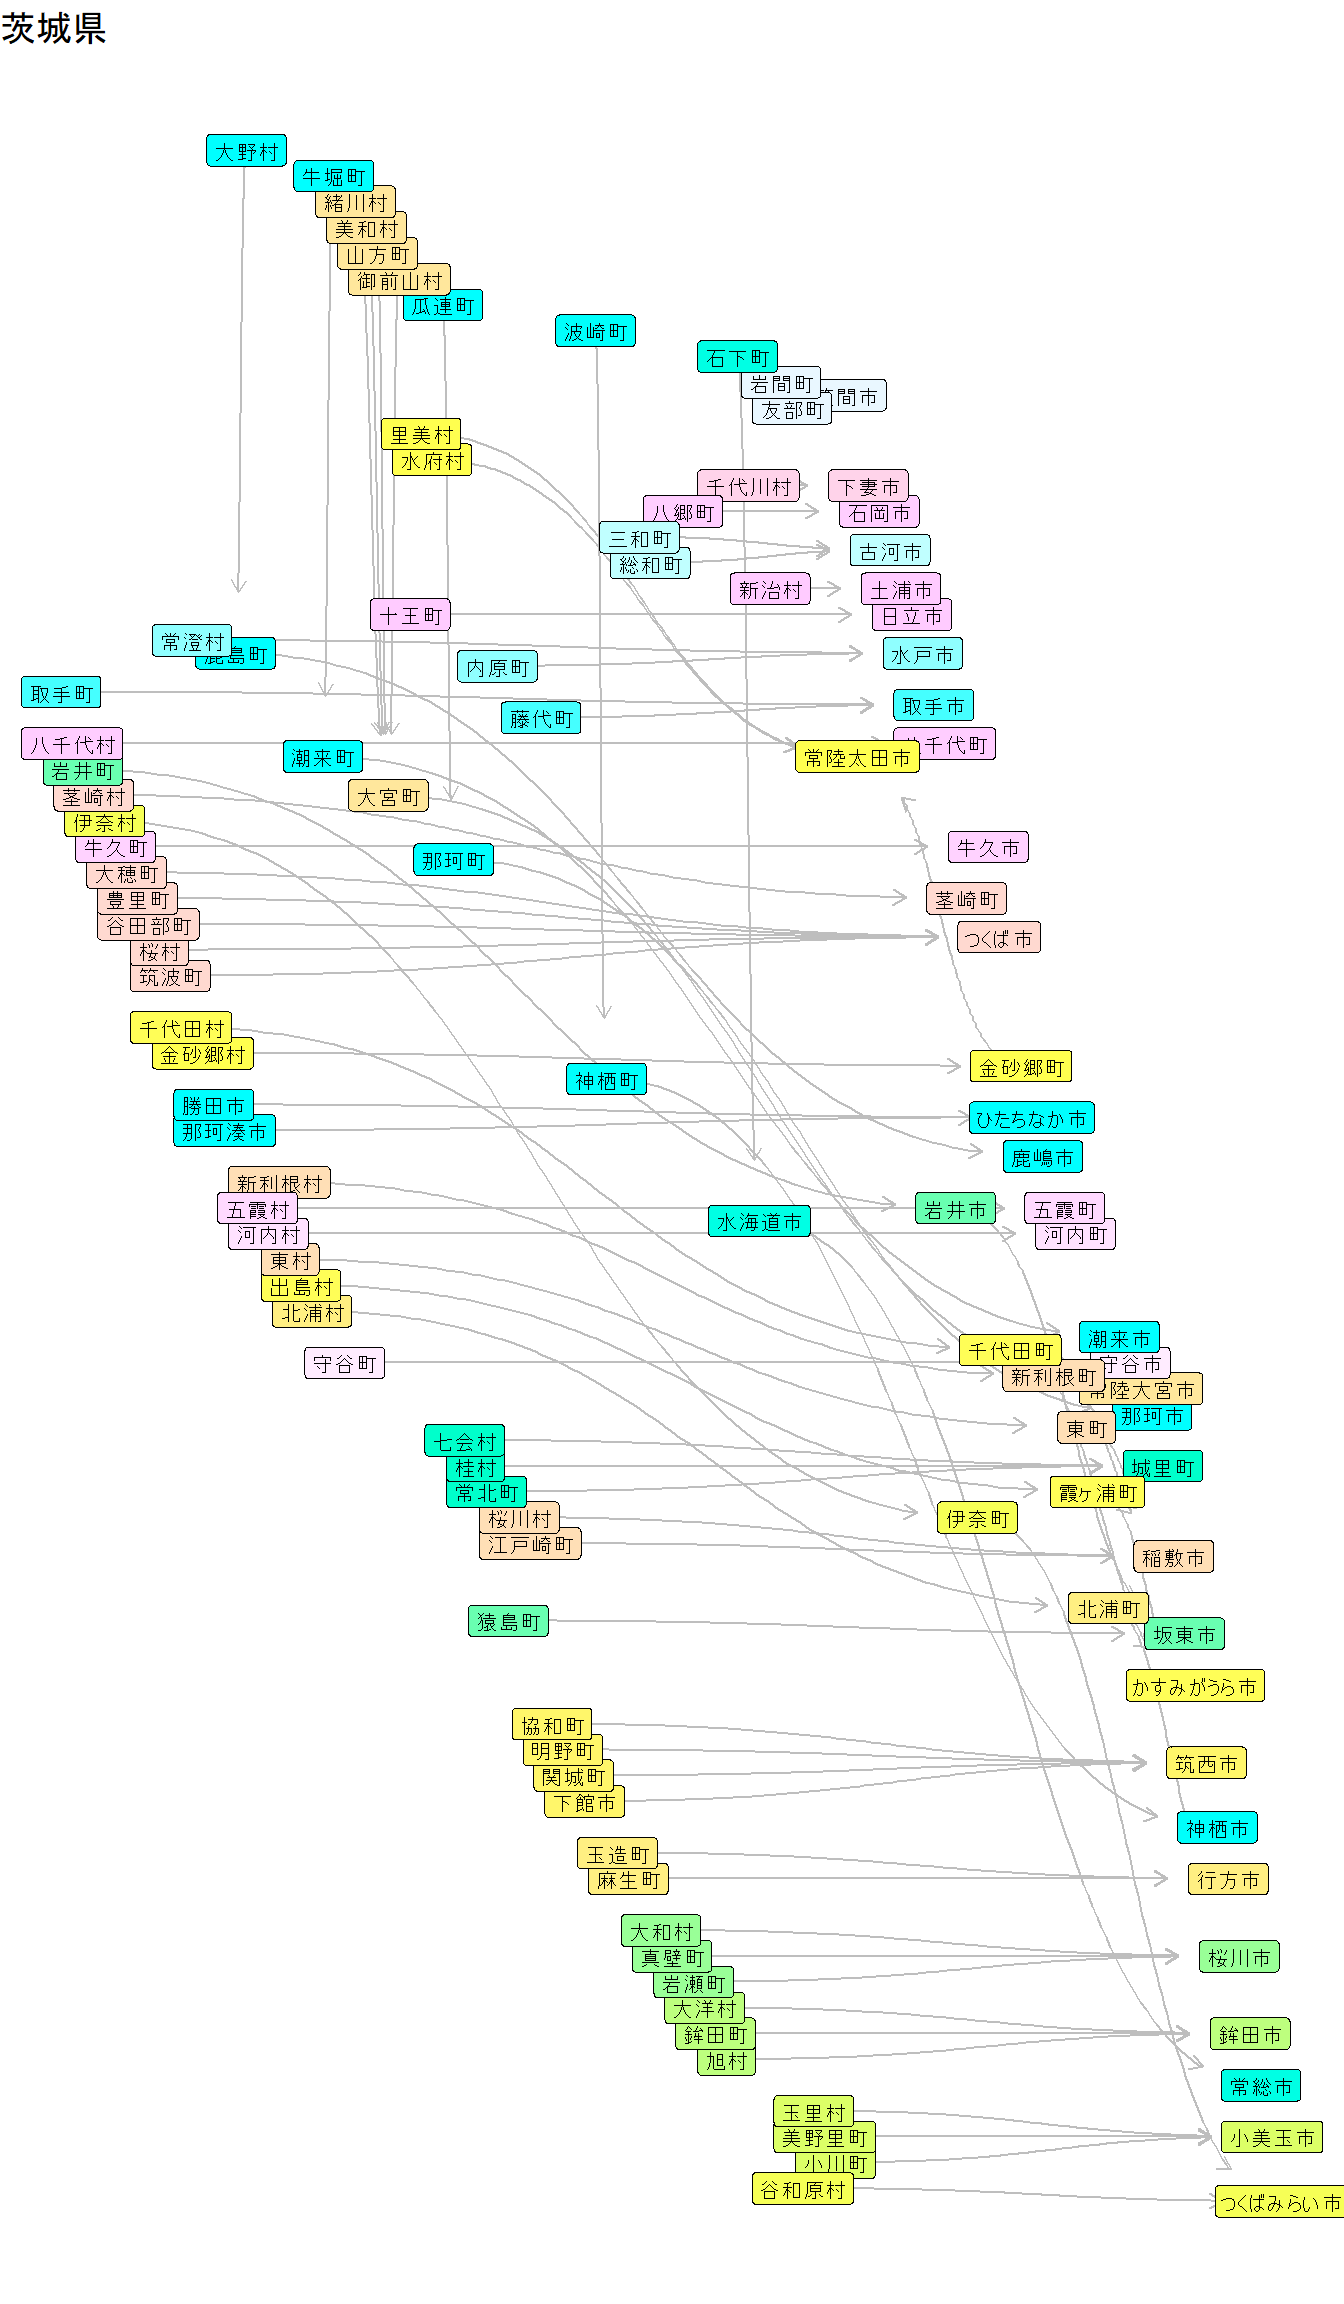 茨城県
大野村
牛堀町
緒川村
美和村
山方町
御前山村
瓜連町
波崎町
石下町
岩間町
間市
友部町
里美村
水府村
千代川村
下妻市
八郷町
石岡市
三和町
古河市
総和町
新治村
土浦市
十王町
日立市
常澄村
鹿島町
水戸市
内原町
取手町
取手市
藤代町
八千代村
千代町
潮来町
常陸太田市
岩井町
茎崎村
大宮町
伊奈村
牛久町
牛久市
那珂町
大穂町
豊里町
茎崎町
谷田部町
つくば市
桜村
筑波町
千代田村
金砂郷村
金砂郷町
神栖町
勝田市
ひたちなか市
那珂湊市
鹿嶋市
新利根村
五霞村
岩井市
五霞町
水海道市
河内村
河内町
東村
出島村
北浦村
潮来市
千代田町
守谷町
守谷市
新利根町
常陸大宮市
那珂市
東町
七会村
桂村
城里町
常北町
霞ヶ浦町
桜川村
伊奈町
江戸崎町
稲敷市
北浦町
猿島町
坂東市
かすみがうら市
協和町
明野町
筑西市
関城町
下館市
神栖市
玉造町
麻生町
行方市
大和村
真壁町
桜川市
岩瀬町
大洋村
鉾田町
鉾田市
旭村
常総市
玉里村
美野里町
小美玉市
小川町
谷和原村
つくばみらい市